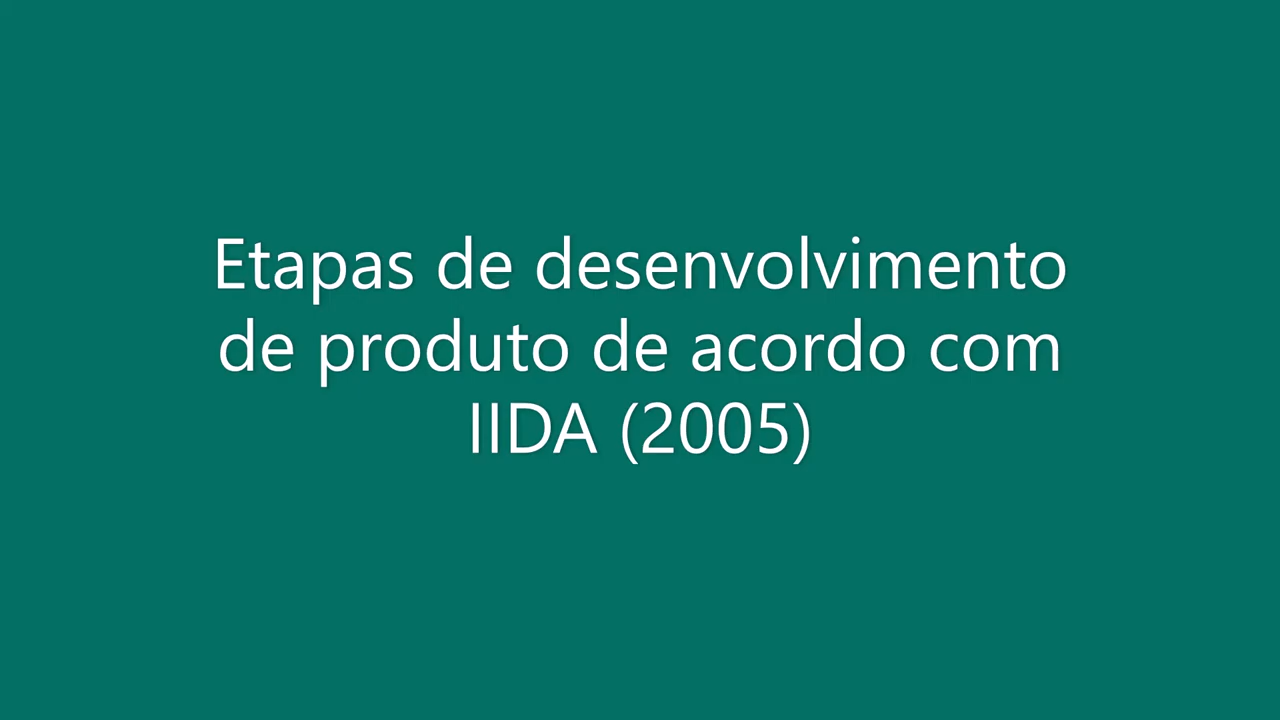 Etapas de desenvolvimento
de produto de acordo com
IIDA (2005)